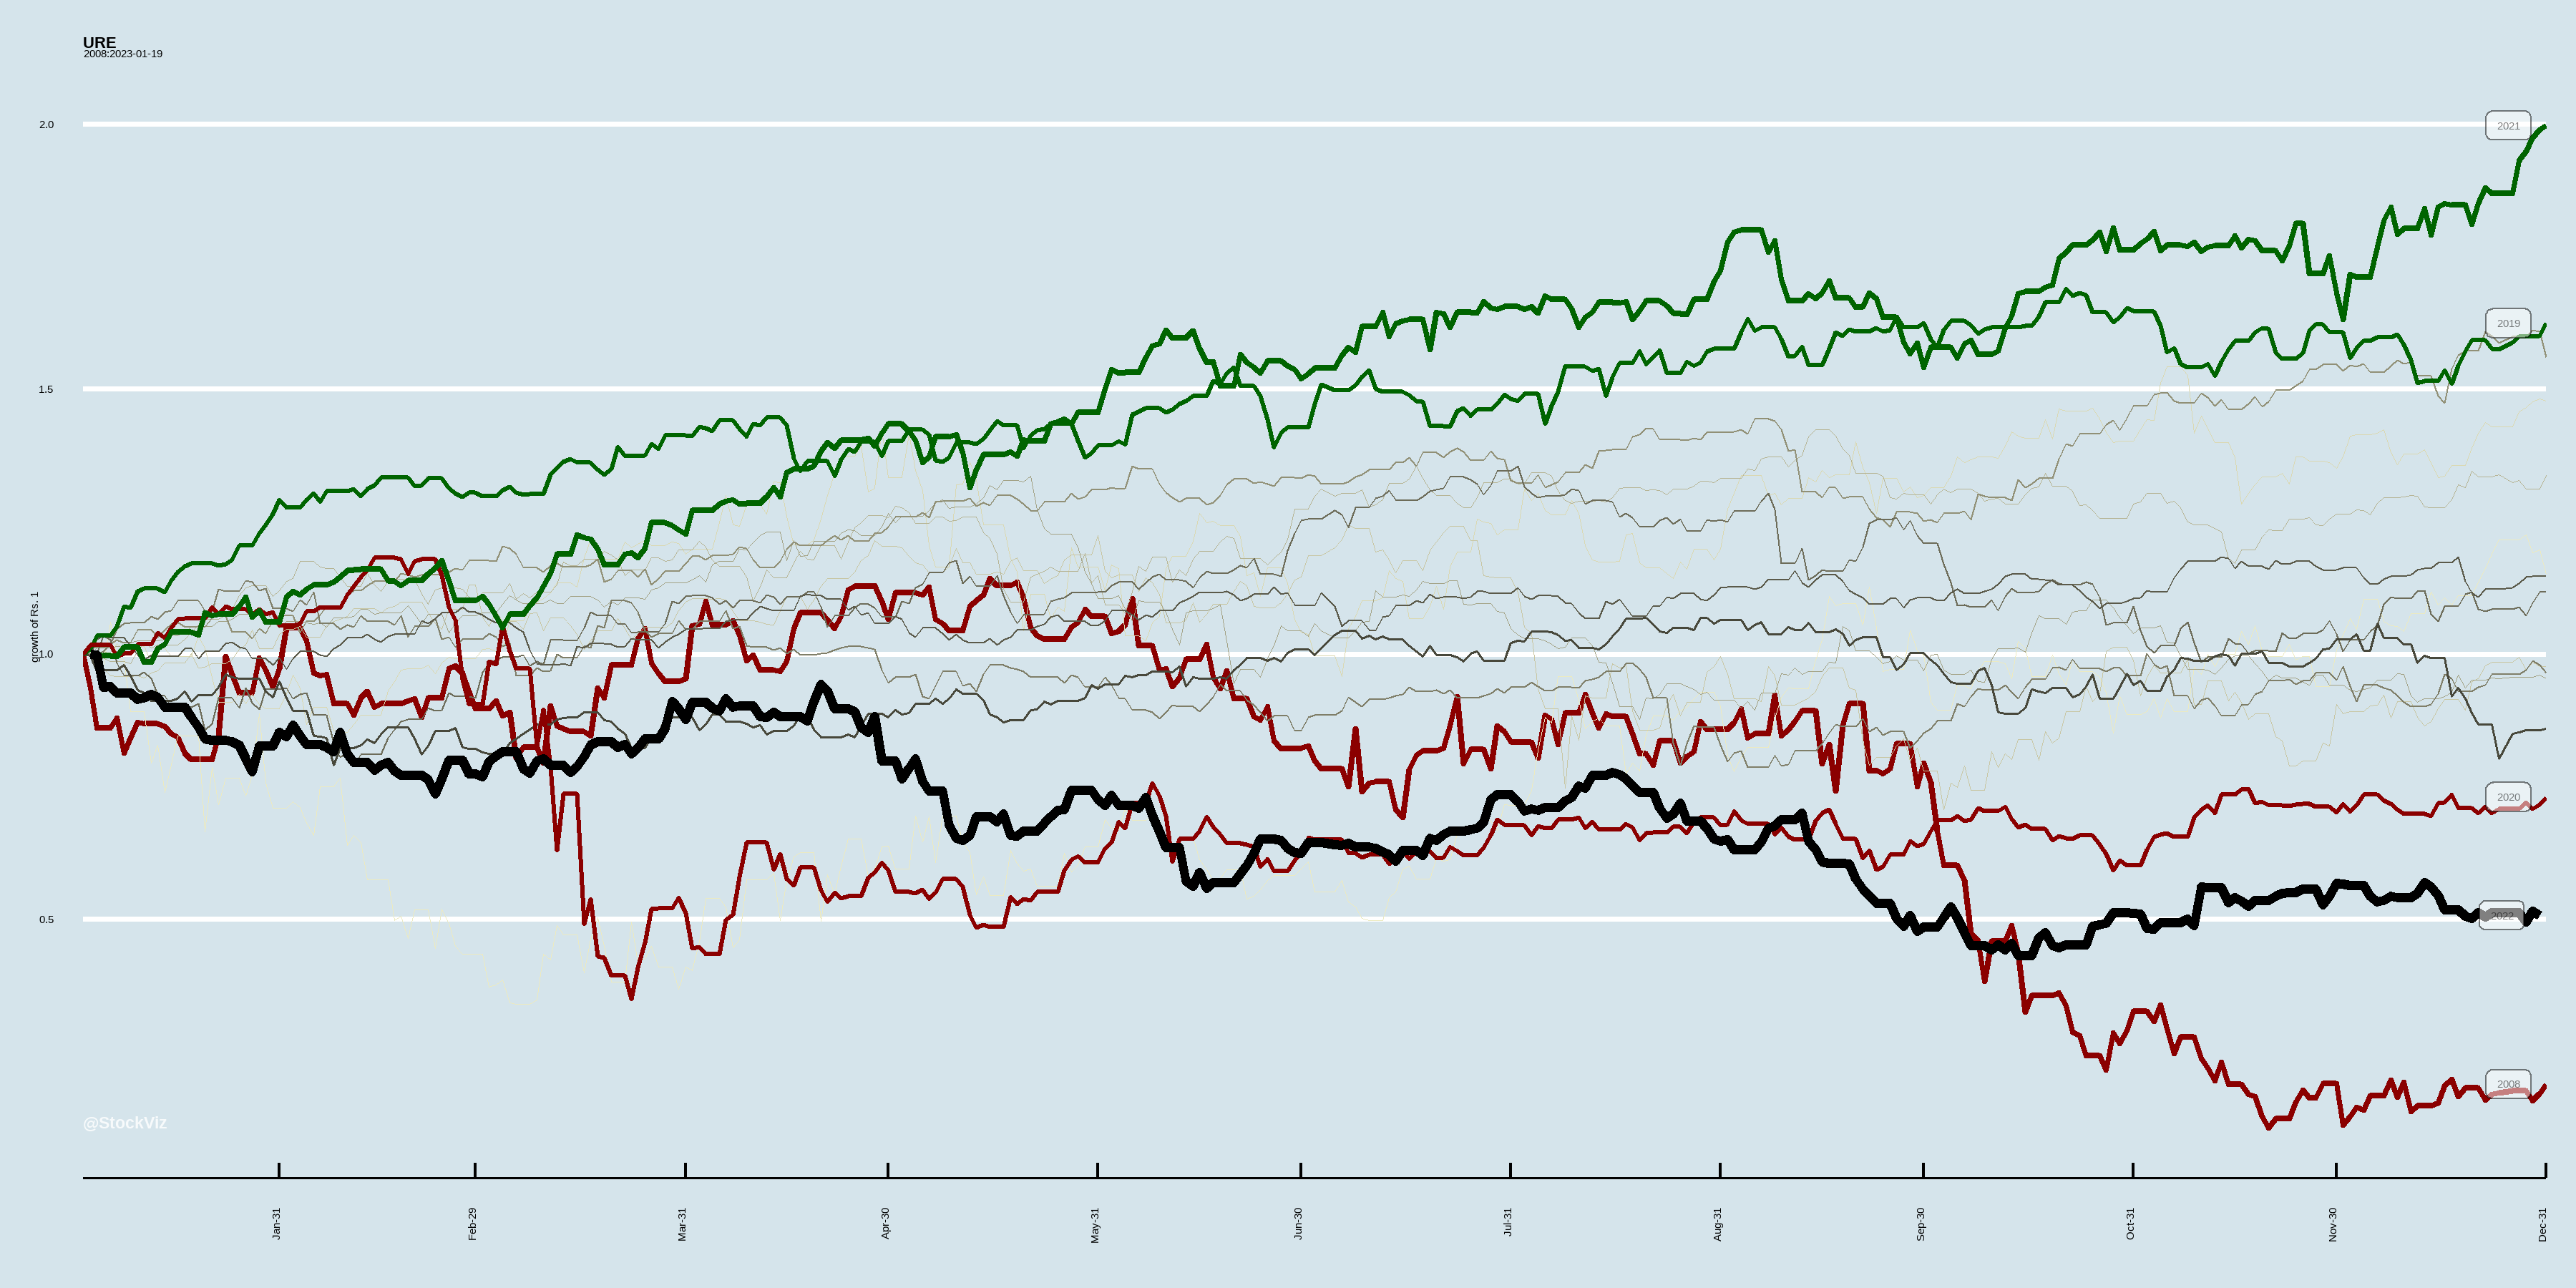 URE
2008:2023-01-19
2.0
2021
2019
1.5
growth of Rs. 1
1.0
2020
0.5
2022
2008
@StockViz
Jan-31
Feb-29
Mar-31
Apr-30
May-31
Jun-30
Jul-31
Aug-31
Sep-30
Oct-31
Nov-30
Dec-31